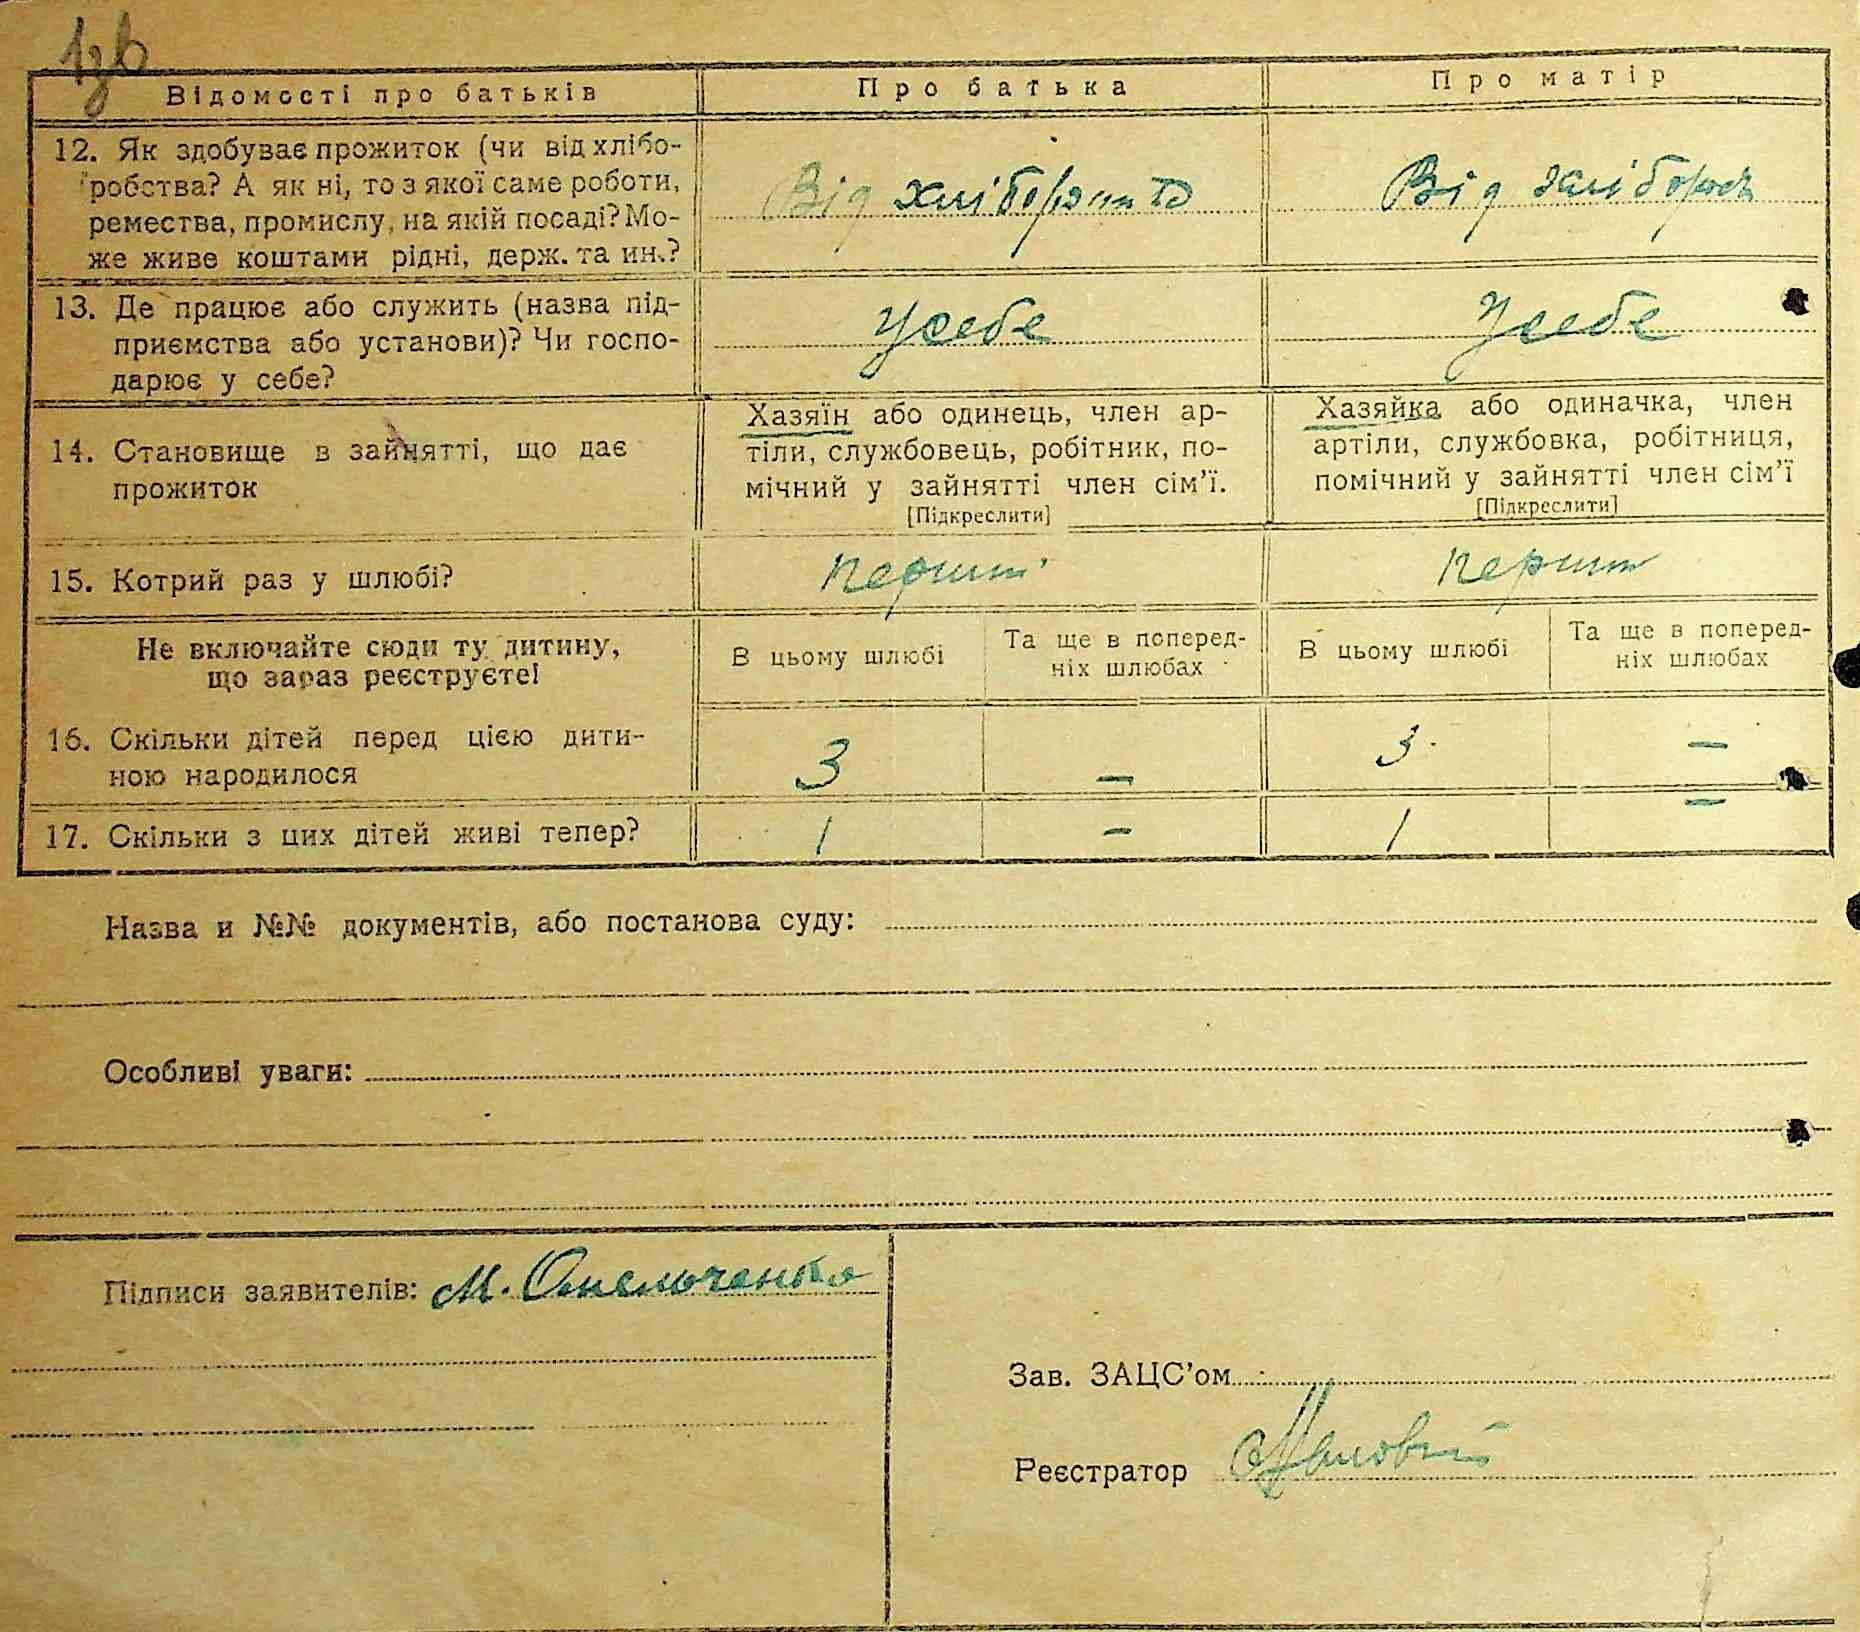 1зв
Відомості про батьків
Про батька
Про матір
12. Як здобуває прожиток (чи від хлібо-
робства? А як ні, то з якої саме роботи,
ремества, промислу, на якій посаді? Мо-
же живе коштами рідні, держ. та ин.?
Від
Від хлібороб
13. Де працює або служить (назва під-
приємства або установи)? Чи госпо-
дарює у себе?
У себе
У себе
14. Становище в зайнятті, що дає
прожиток
Хазяїн або одинець, член ар-
тіли, службовець, робітник, по-
мічний у зайнятті член сім'ї.
[Підкреслити]
Хазяйка або одиначка, член
артіли, службовка, робітниця,
помічний у зайнятті член сім'ї
[Підкреслити]
15. Котрий раз у шлюбі?
Не включайте сюди ту дитину,
що зараз реєструєте!
В цьому шлюбі
Та ще в поперед-
ніх шлюбах
В цьому шлюбі
Та ще в поперед-
ніх шлюбах
16. Скільки дітей перед цією дити-
ною народилося
3
—
3
—
17. Скільки з цих дітей живі тепер?
1
—
1
—
Назва и №№ документів, або постанова суду:
Особливі уваги:
Підписи заявителів: М. Омельченко
Зав. ЗАЦС'ом
Реєстратор